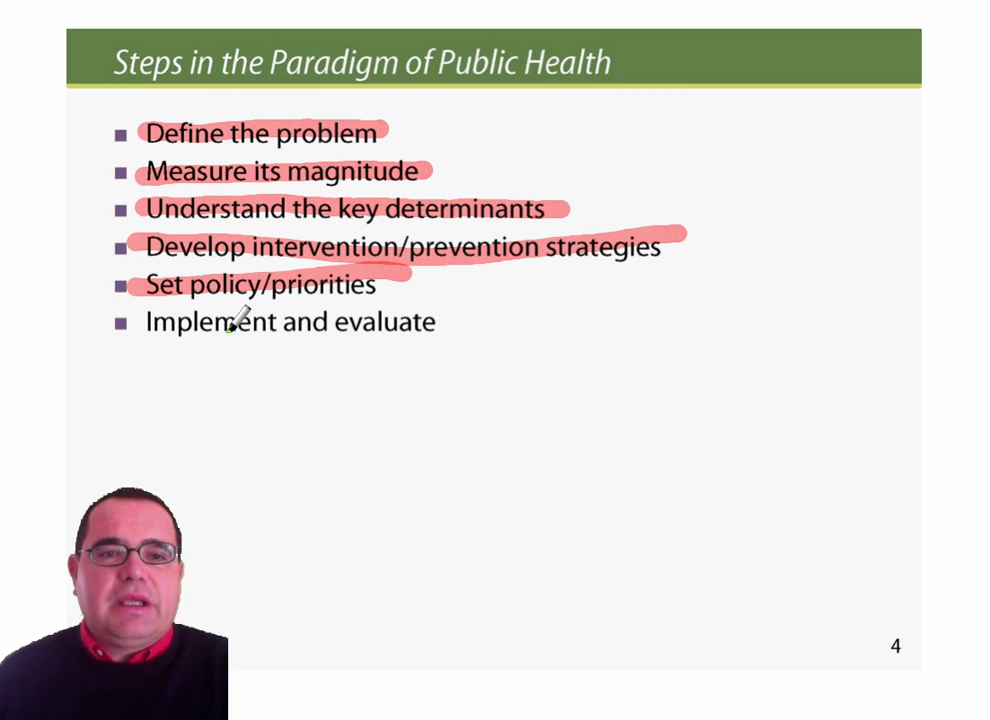 Steps in the Paradigm of Public Health
Define the problem
Measure its magnitude
Understand the key determinants
Develop intervention/prevention strategies
Set policy/priorities
Implement and evaluate
4